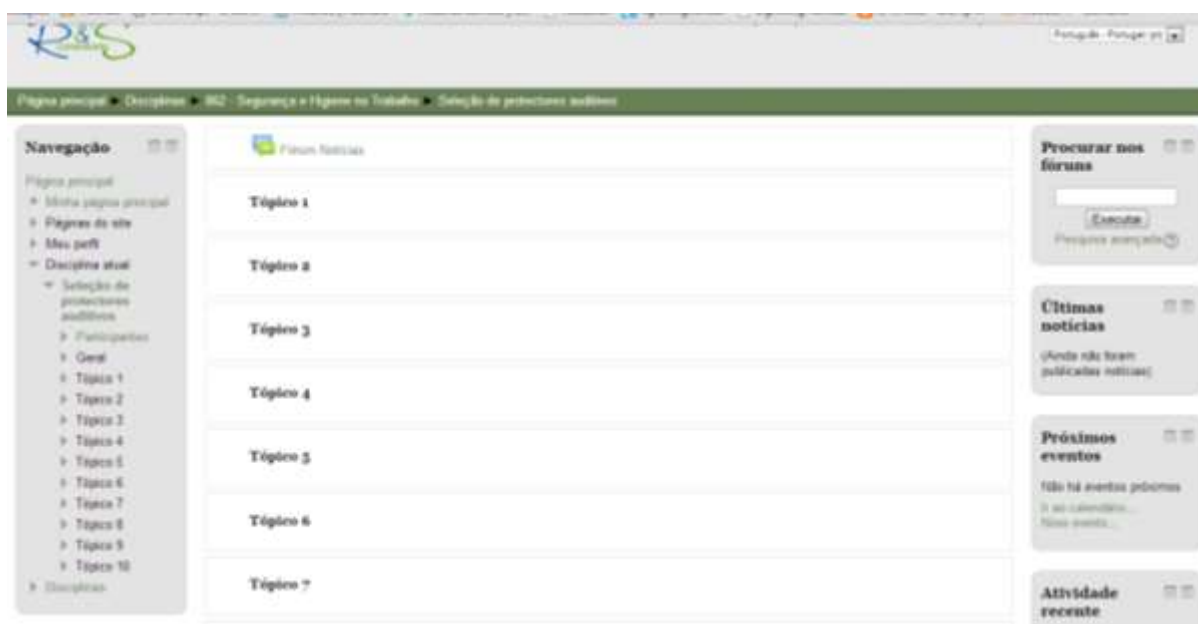 R&S
Português - Portugal (pt)
Página principal ► Disciplinas ► 862 - Segurança e Higiene no Trabalho ► Seleção de protectores auditivos
Navegação
Página principal
Minha página principal
Páginas do site
Meu perfil
Disciplina atual
Seleção de
protectores
auditivos
Participantes
Geral
Tópico 1
Tópico 2
Tópico 3
Tópico 4
Tópico 5
Tópico 6
Tópico 7
Tópico 8
Tópico 9
Tópico 10
Disciplinas
Fórum Notícias
Tópico 1
Tópico 2
Tópico 3
Tópico 4
Tópico 5
Tópico 6
Tópico 7
Procurar nos
fóruns
Executar
Pesquisa avançada
Últimas
notícias
(Ainda não foram
publicadas notícias)
Próximos
eventos
Não há eventos próximos
Ir ao calendário...
Novo evento...
Atividade
recente